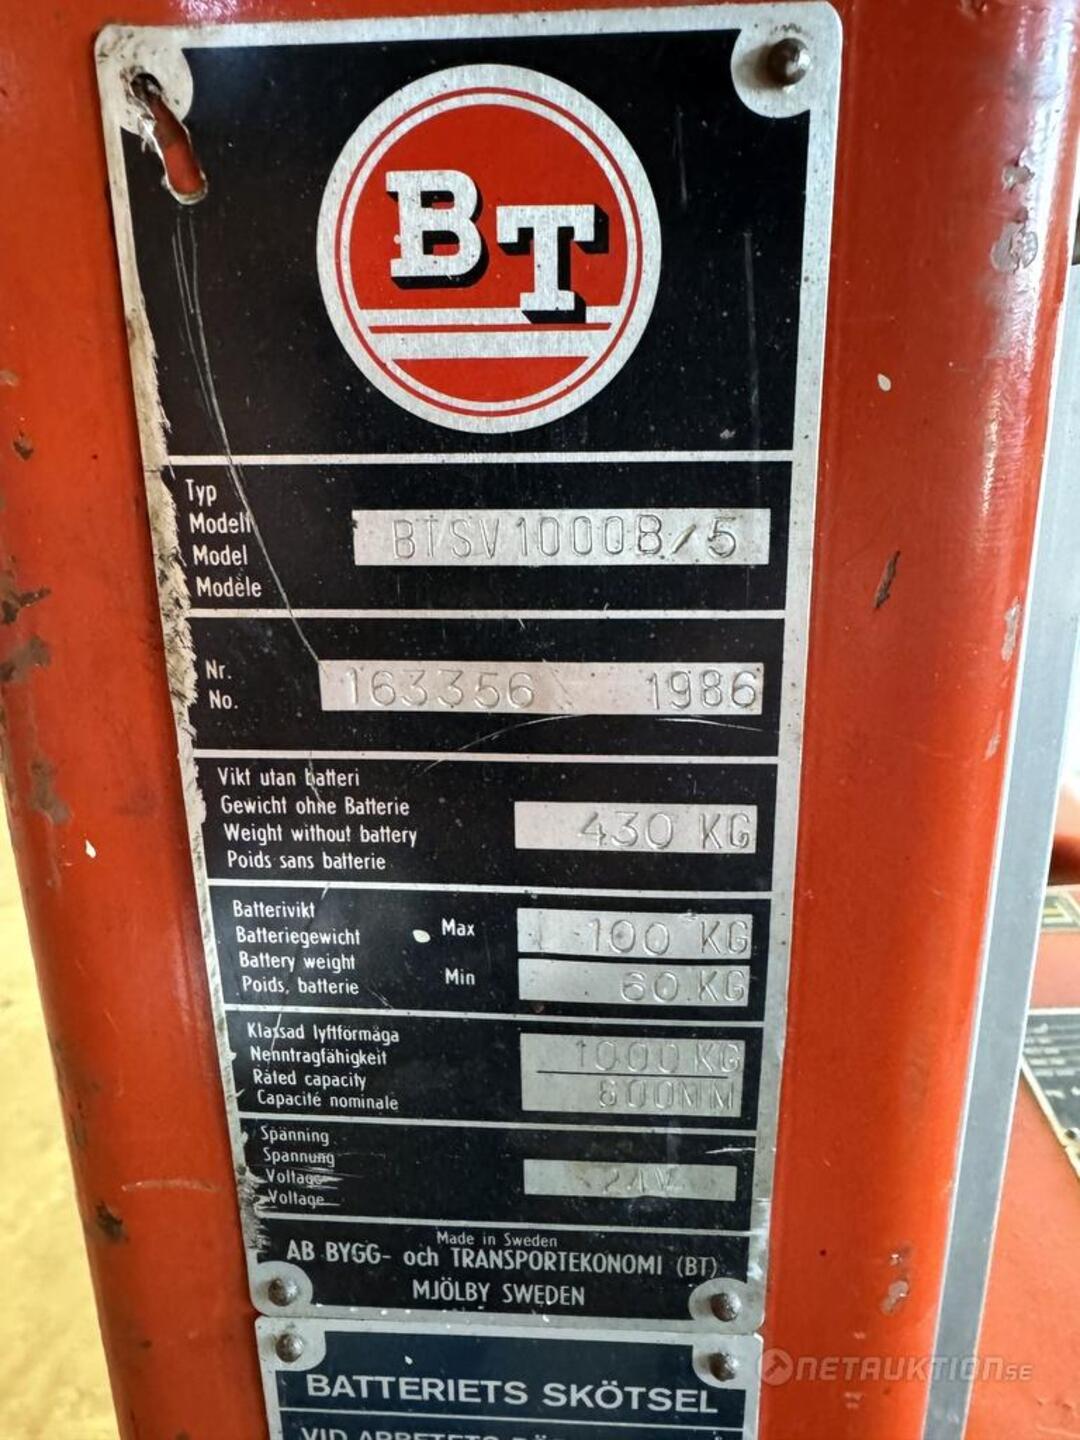 BT
Typ
Modell
Model
Modèle
BTSV1000B/5
Nr.
No.
163356 1986
Vikt utan batteri
Gewicht ohne Batterie
Weight without battery
Poids sans batterie
430 KG
Batterivikt
Batteriegewicht
Battery weight
Poids, batterie
Max
100 KG
Min
60 KG
Klassad lyftförmåga
Nenntragfähigkeit
Rated capacity
Capacité nominale
1000 KG
600MM
Spänning
Spannung
Voltage
Voltage
24V
Made in Sweden
AB BYGG- och TRANSPORTEKONOMI (BT)
MJÖLBY SWEDEN
BATTERIETS SKÖTSEL
VID ARBETETS
NETAUKTION.SE